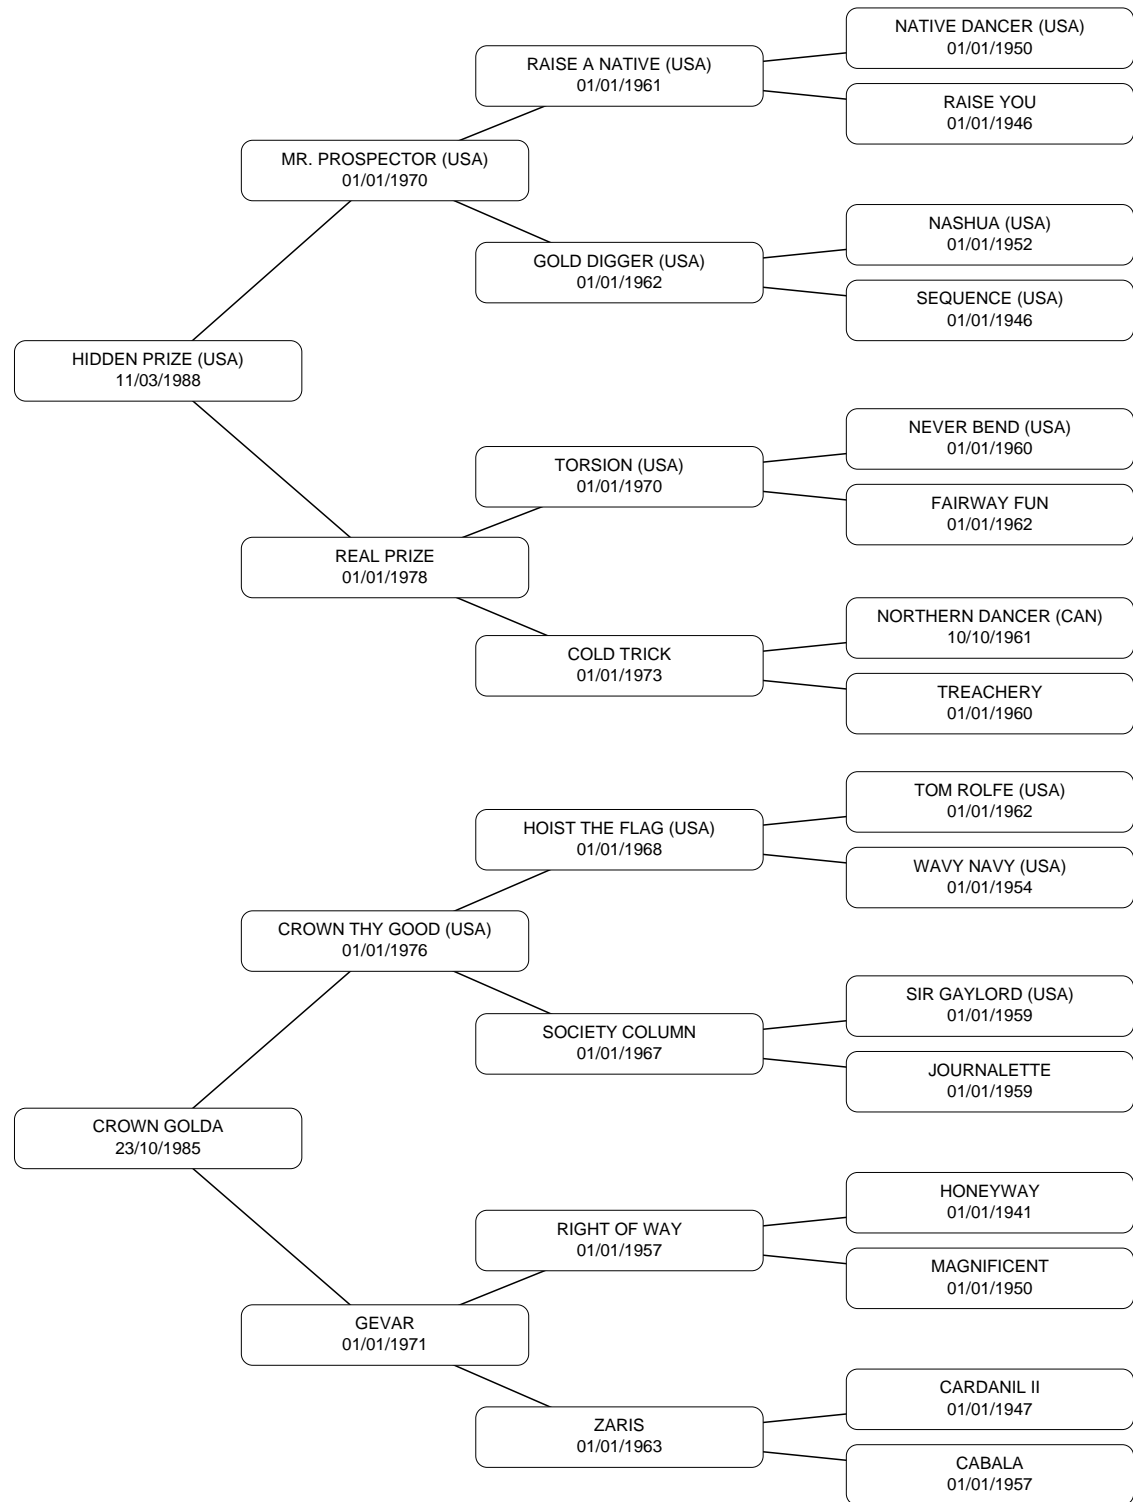 NATIVE DANCER (USA)
01/01/1950
RAISE A NATIVE (USA)
01/01/1961
RAISE YOU
01/01/1946
MR. PROSPECTOR (USA)
01/01/1970
NASHUA (USA)
01/01/1952
GOLD DIGGER (USA)
01/01/1962
SEQUENCE (USA)
01/01/1946
HIDDEN PRIZE (USA)
11/03/1988
NEVER BEND (USA)
01/01/1960
TORSION (USA)
01/01/1970
FAIRWAY FUN
01/01/1962
REAL PRIZE
01/01/1978
NORTHERN DANCER (CAN)
10/10/1961
COLD TRICK
01/01/1973
TREACHERY
01/01/1960
TOM ROLFE (USA)
01/01/1962
HOIST THE FLAG (USA)
01/01/1968
WAVY NAVY (USA)
01/01/1954
CROWN THY GOOD (USA)
01/01/1976
SIR GAYLORD (USA)
01/01/1959
SOCIETY COLUMN
01/01/1967
JOURNALETTE
01/01/1959
CROWN GOLDA
23/10/1985
HONEYWAY
01/01/1941
RIGHT OF WAY
01/01/1957
MAGNIFICENT
01/01/1950
GEVAR
01/01/1971
CARDANIL II
01/01/1947
ZARIS
01/01/1963
CABALA
01/01/1957